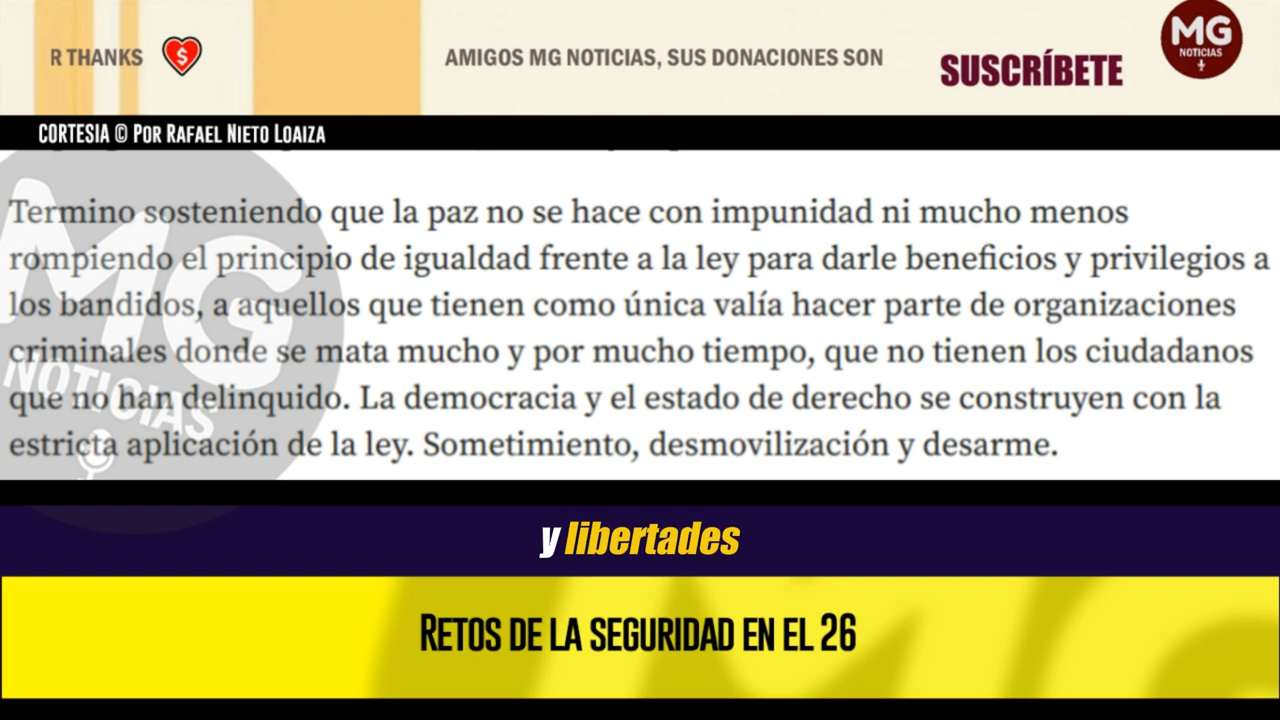 R THANKS
AMIGOS MG NOTICIAS, SUS DONACIONES SON
SUSCRÍBETE
MG
NOTICIAS
CORTESIA © POR RAFAEL NIETO LOAIZA
Termino sosteniendo que la paz no se hace con impunidad ni mucho menos
rompiendo el principio de igualdad frente a la ley para darle beneficios y privilegios a
los bandidos, a aquellos que tienen como única valía hacer parte de organizaciones
criminales donde se mata mucho y por mucho tiempo, que no tienen los ciudadanos
que no han delinquido. La democracia y el estado de derecho se construyen con la
estricta aplicación de la ley. Sometimiento, desmovilización y desarme.
MG
NOTICIAS
y libertades
RETOS DE LA SEGURIDAD EN EL 26